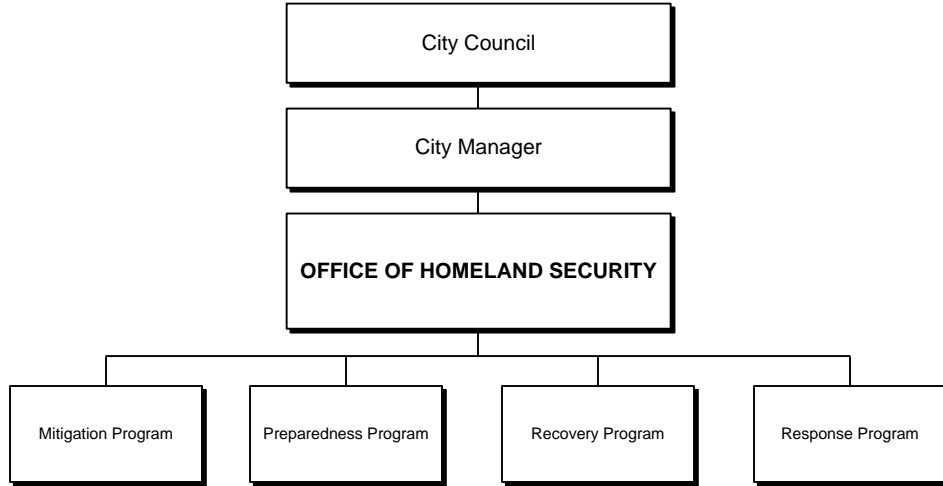 City Council
City Manager
OFFICE OF HOMELAND SECURITY
Mitigation Program
Preparedness Program
Recovery Program
Response Program